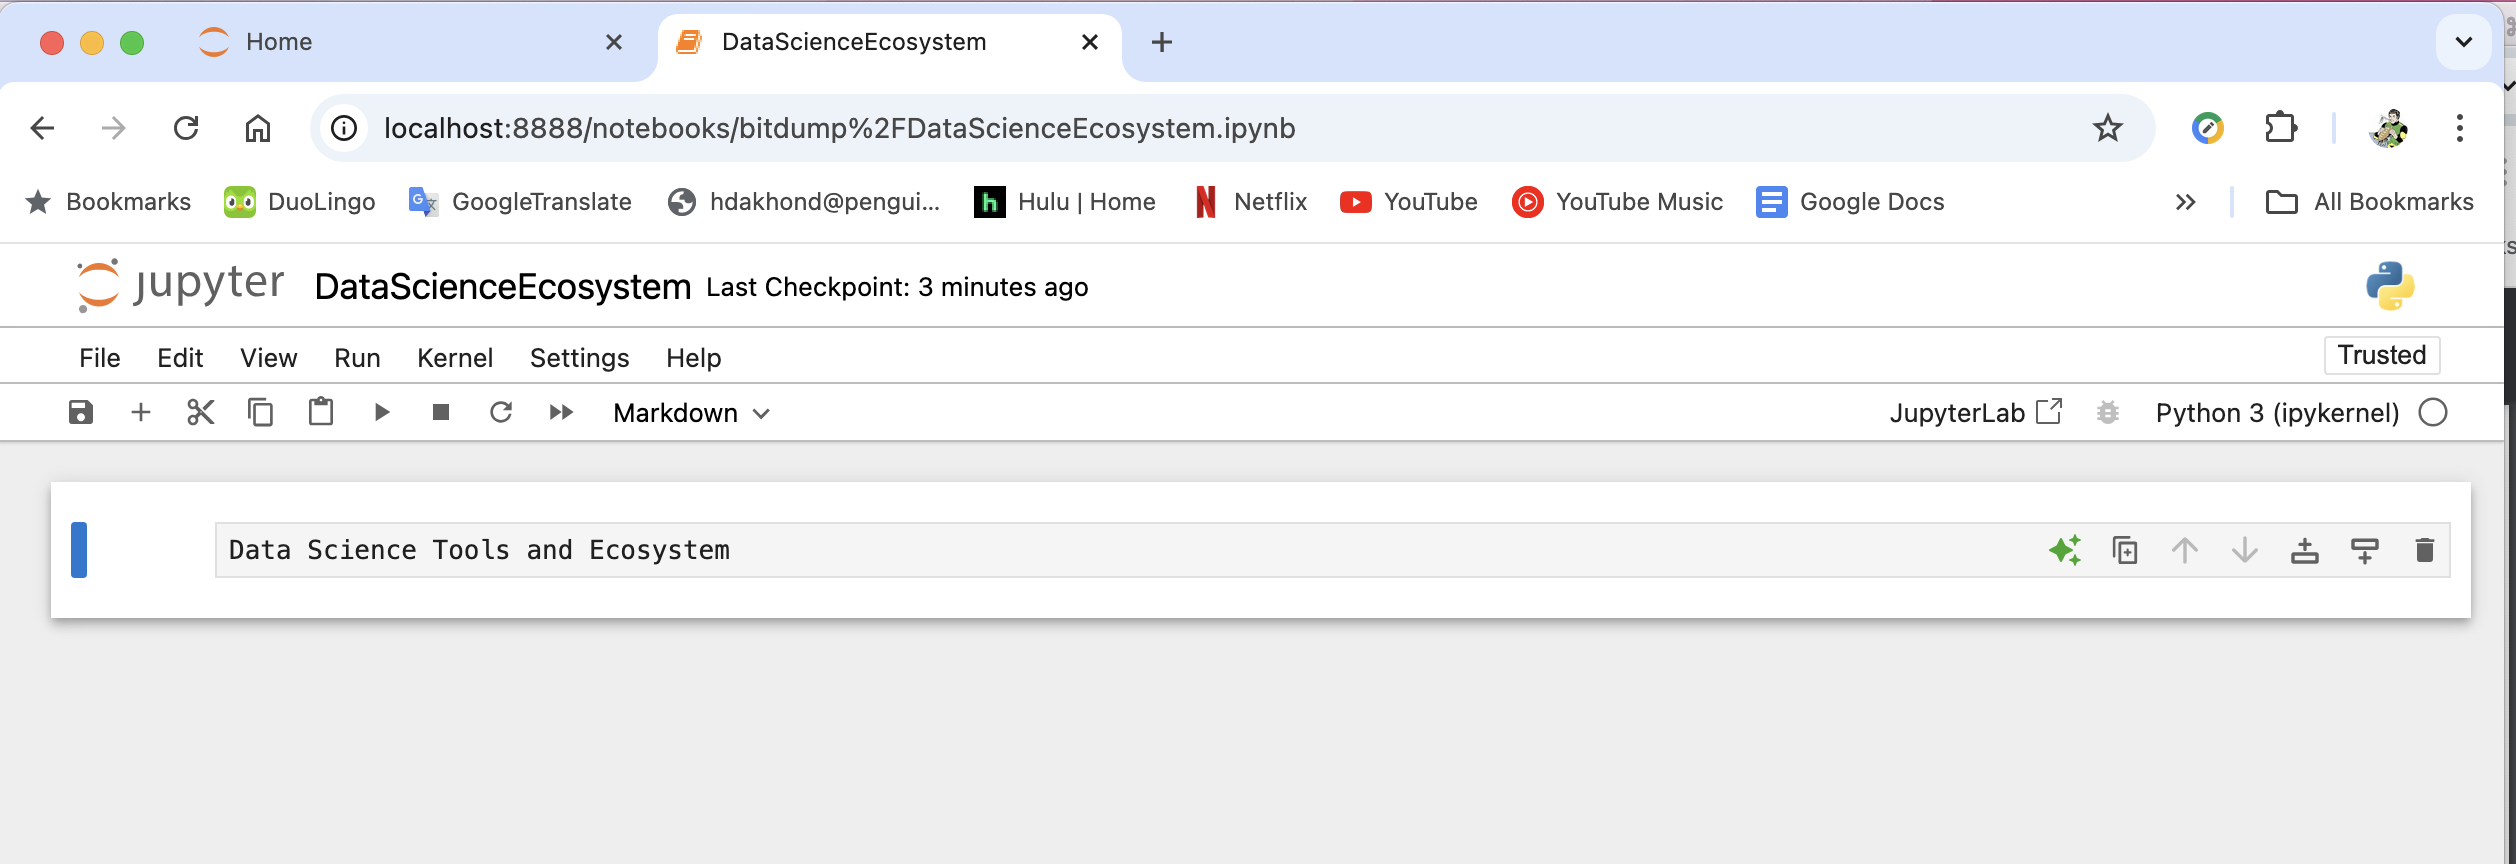 Home
DataScienceEcosystem
localhost:8888/notebooks/bitdump%2FDataScienceEcosystem.ipynb
Bookmarks DuoLingo GoogleTranslate hdakhond@pengui... Hulu | Home Netflix YouTube YouTube Music Google Docs All Bookmarks
jupyter DataScienceEcosystem Last Checkpoint: 3 minutes ago
File Edit View Run Kernel Settings Help Trusted
Markdown JupyterLab Python 3 (ipykernel)
Data Science Tools and Ecosystem